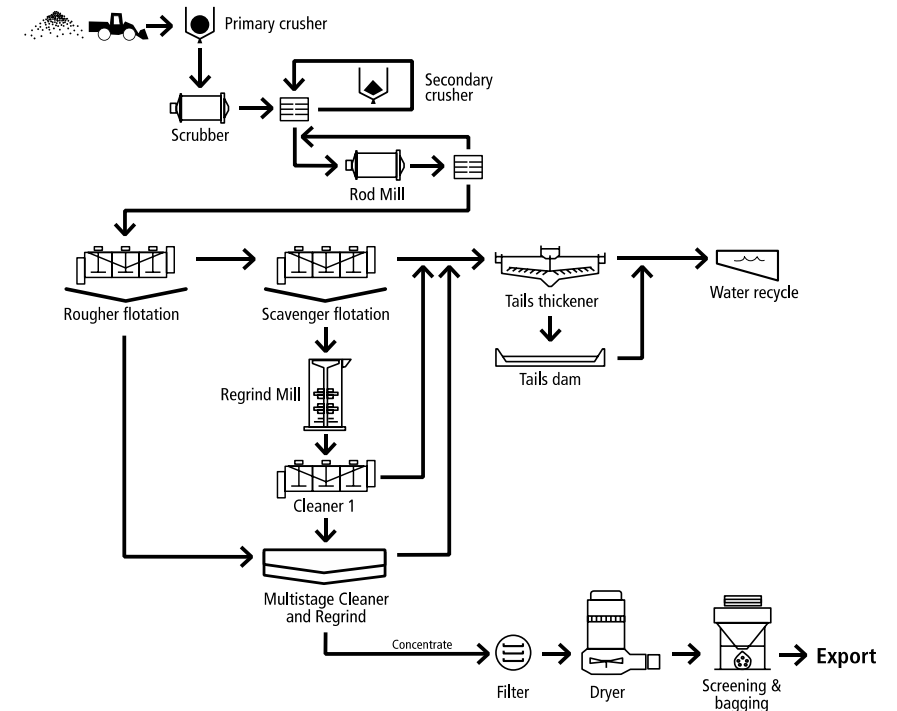 Primary crusher
Secondary
crusher
Scrubber
Rod Mill
Rougher flotation
Scavenger flotation
Tails thickener
Water recycle
Tails dam
Regrind Mill
Cleaner 1
Multistage Cleaner
and Regrind
Concentrate
Export
Filter
Dryer
Screening &
bagging